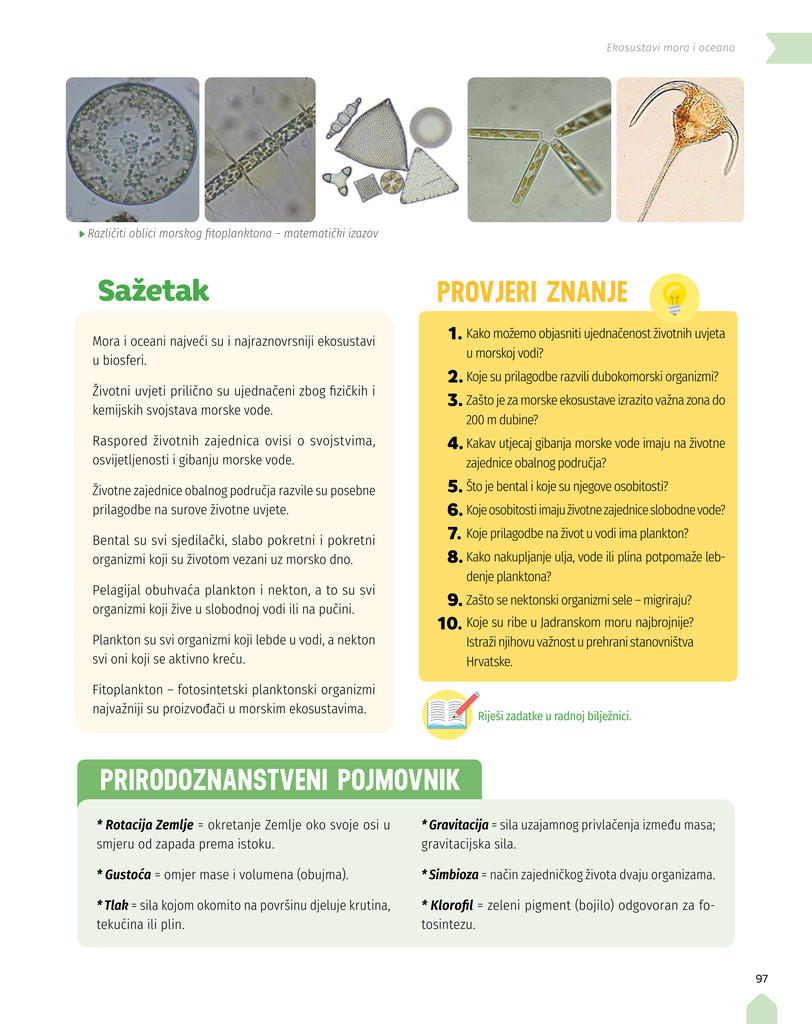 Ekosustavi mora i oceana
Različiti oblici morskog fitoplanktona – matematički izazov
Sažetak
Mora i oceani najveći su i najraznovrsniji ekosustavi
u biosferi.
Životni uvjeti prilično su ujednačeni zbog fizičkih i
kemijskih svojstava morske vode.
Raspored životnih zajednica ovisi o svojstvima,
osvijetljenosti i gibanju morske vode.
Životne zajednice obalnog područja razvile su posebne
prilagodbe na surove životne uvjete.
Bental su svi sjedilački, slabo pokretni i pokretni
organizmi koji su životom vezani uz morsko dno.
Pelagijal obuhvaća plankton i nekton, a to su svi
organizmi koji žive u slobodnoj vodi ili na pučini.
Plankton su svi organizmi koji lebde u vodi, a nekton
svi oni koji se aktivno kreću.
Fitoplankton – fotosintetski planktonski organizmi
najvažniji su proizvođači u morskim ekosustavima.
PROVJERI ZNANJE
1. Kako možemo objasniti ujednačenost životnih uvjeta
u morskoj vodi?
2. Koje su prilagodbe razvili dubokomorski organizmi?
3. Zašto je za morske ekosustave izrazito važna zona do
200 m dubine?
4. Kakav utjecaj gibanja morske vode imaju na životne
zajednice obalnog područja?
5. Što je bental i koje su njegove osobitosti?
6. Koje osobitosti imaju životne zajednice slobodne vode?
7. Koje prilagodbe na život u vodi ima plankton?
8. Kako nakupljanje ulja, vode ili plina potpomaže leb-
denje planktona?
9. Zašto se nektonski organizmi sele – migriraju?
10. Koje su ribe u Jadranskom moru najbrojnije?
Istraži njihovu važnost u prehrani stanovništva
Hrvatske.
Riješi zadatke u radnoj bilježnici.
PRIRODOZNANSTVENI POJMOVNIK
* Rotacija Zemlje = okretanje Zemlje oko svoje osi u
smjeru od zapada prema istoku.
* Gustoća = omjer mase i volumena (obujma).
* Tlak = sila kojom okomito na površinu djeluje krutina,
tekućina ili plin.
* Gravitacija = sila uzajamnog privlačenja između masa;
gravitacijska sila.
* Simbioza = način zajedničkog života dvaju organizama.
* Klorofil = zeleni pigment (bojilo) odgovoran za fo-
tosintezu.
97